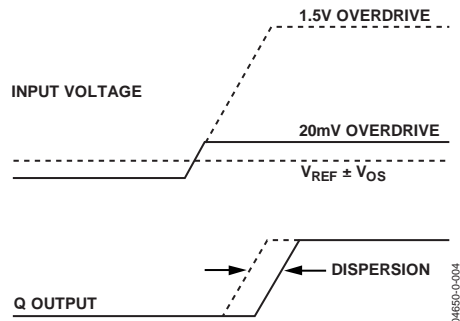 1.5V OVERDRIVE
INPUT VOLTAGE
20mV OVERDRIVE
VREF ± VOS
DISPERSION
Q OUTPUT
04650-0-004